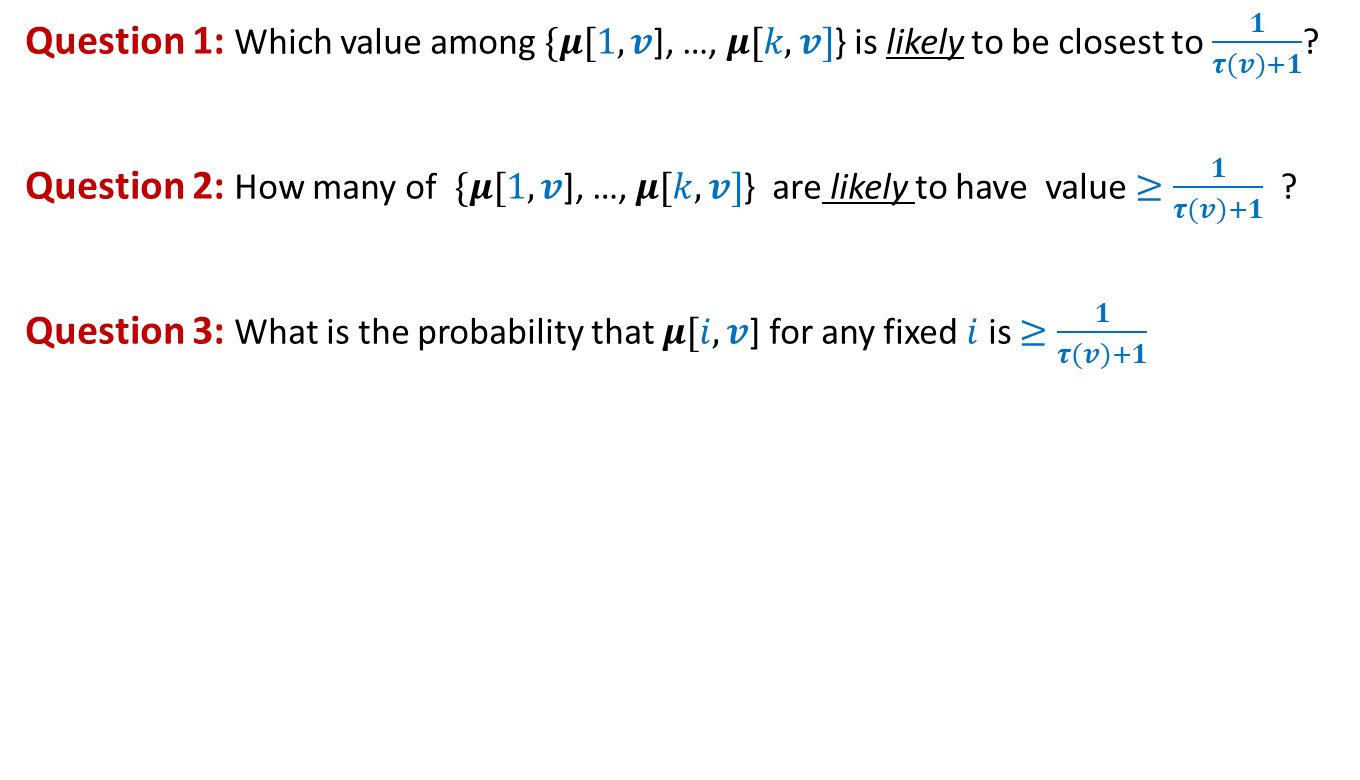 Question 1: Which value among {𝝁[1, 𝒗], …, 𝝁[𝑘, 𝒗]} is likely to be closest to 𝟏/(𝝉(𝒗)+𝟏)?
Question 2: How many of {𝝁[1, 𝒗], …, 𝝁[𝑘, 𝒗]} are likely to have value ≥ 𝟏/(𝝉(𝒗)+𝟏) ?
Question 3: What is the probability that 𝝁[𝑖, 𝒗] for any fixed 𝑖 is ≥ 𝟏/(𝝉(𝒗)+𝟏)